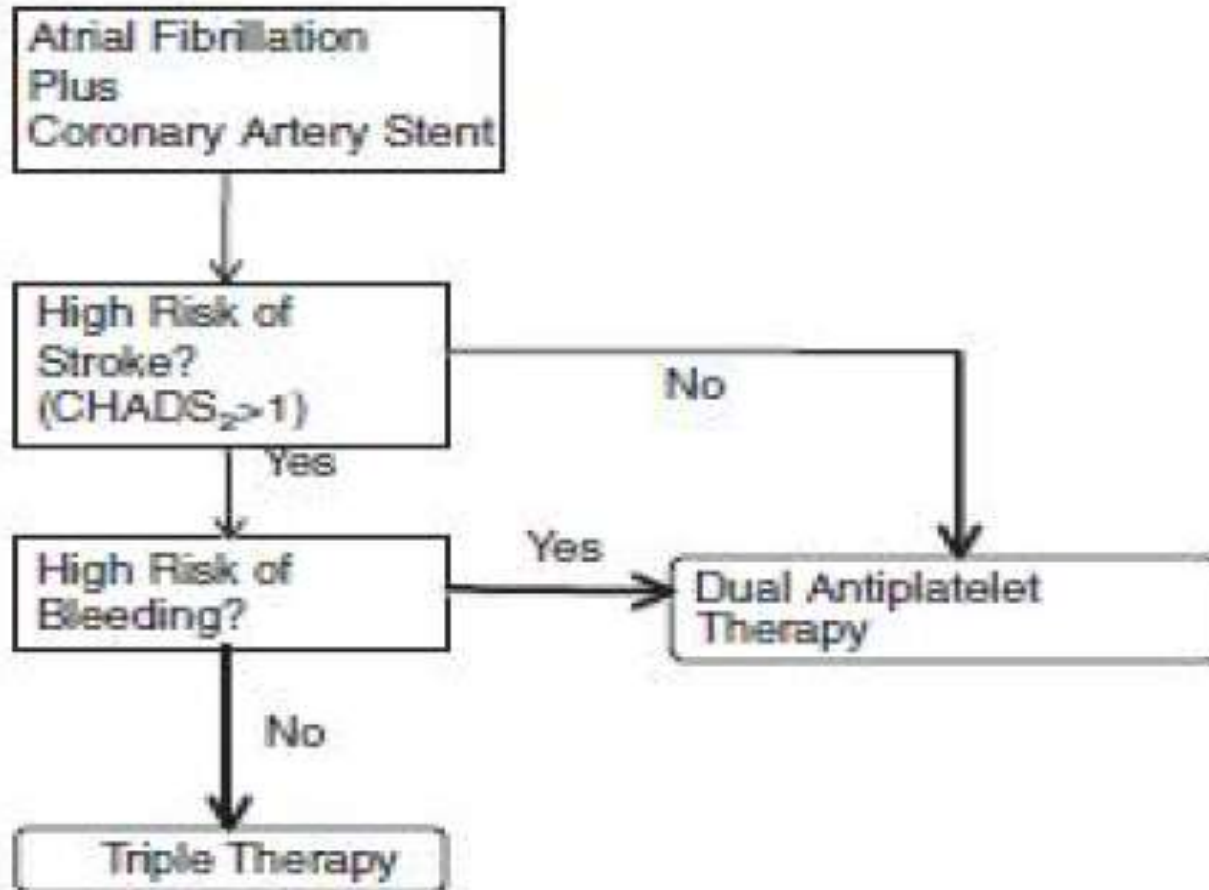 Atrial Fibrillation
Plus
Coronary Artery Stent
High Risk of
Stroke?
(CHADS₂>1)
No
Yes
High Risk of
Bleeding?
Yes
Dual Antiplatelet
Therapy
No
Triple Therapy